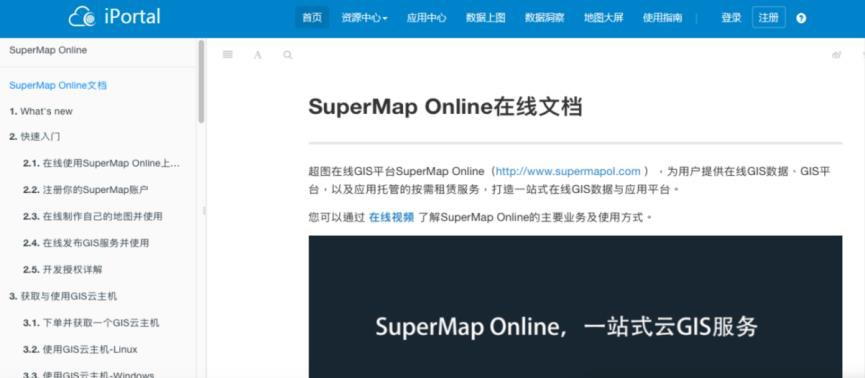 iPortal
首页 资源中心 应用中心 数据上图 数据洞察 地图大屏 使用指南 | 登录 注册
SuperMap Online
SuperMap Online文档
1. What's new
2. 快速入门
2.1. 在线使用SuperMap Online上...
2.2. 注册你的SuperMap账户
2.3. 在线制作自己的地图并使用
2.4. 在线发布GIS服务并使用
2.5. 开发授权详解
3. 获取与使用GIS云主机
3.1. 下单并获取一个GIS云主机
3.2. 使用GIS云主机-Linux
3.3. 使用GIS云主机-Windows
A
SuperMap Online在线文档
超图在线GIS平台SuperMap Online（http://www.supermapol.com ），为用户提供在线GIS数据、GIS平
台，以及应用托管的按需租赁服务，打造一站式在线GIS数据与应用平台。
您可以通过 在线视频 了解SuperMap Online的主要业务及使用方式。
SuperMap Online，一站式云GIS服务